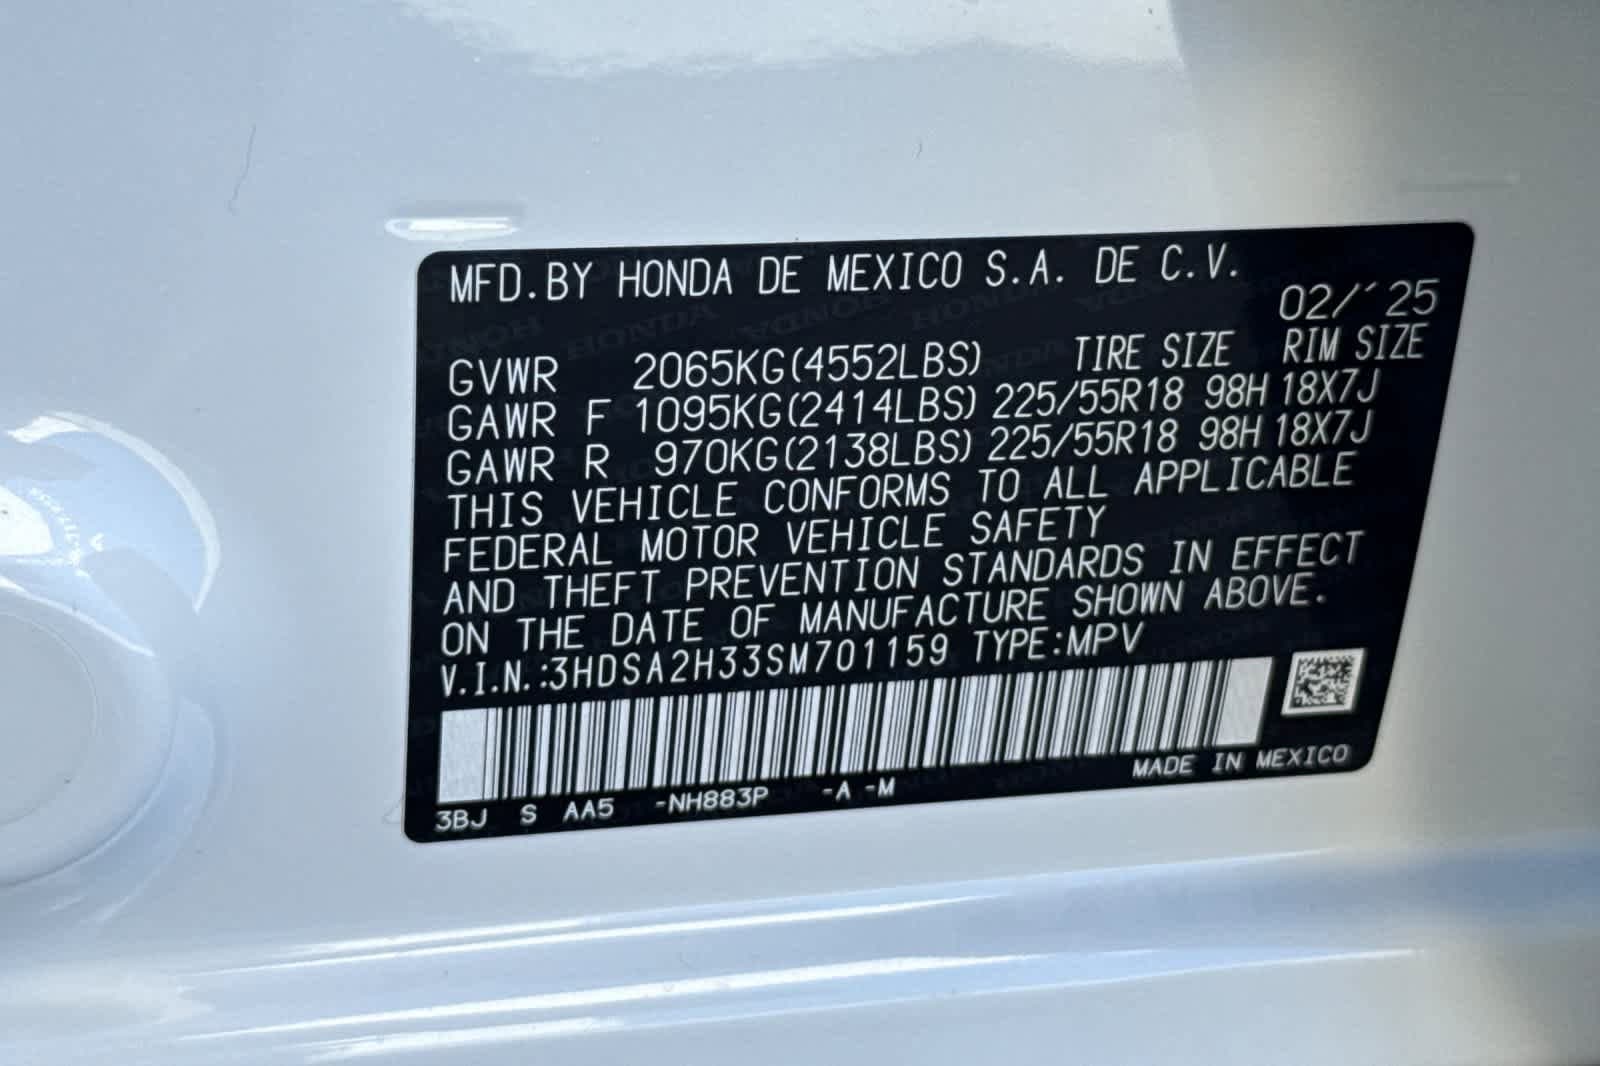 MFD.BY HONDA DE MEXICO S.A. DE C.V.
02/´25
GVWR 2065KG(4552LBS) TIRE SIZE RIM SIZE
GAWR F 1095KG(2414LBS) 225/55R18 98H 18X7J
GAWR R 970KG(2138LBS) 225/55R18 98H 18X7J
THIS VEHICLE CONFORMS TO ALL APPLICABLE
FEDERAL MOTOR VEHICLE SAFETY
AND THEFT PREVENTION STANDARDS IN EFFECT
ON THE DATE OF MANUFACTURE SHOWN ABOVE.
V.I.N.:3HDSA2H33SM701159 TYPE:MPV
MADE IN MEXICO
3BJ S AA5 -NH883P -A -M